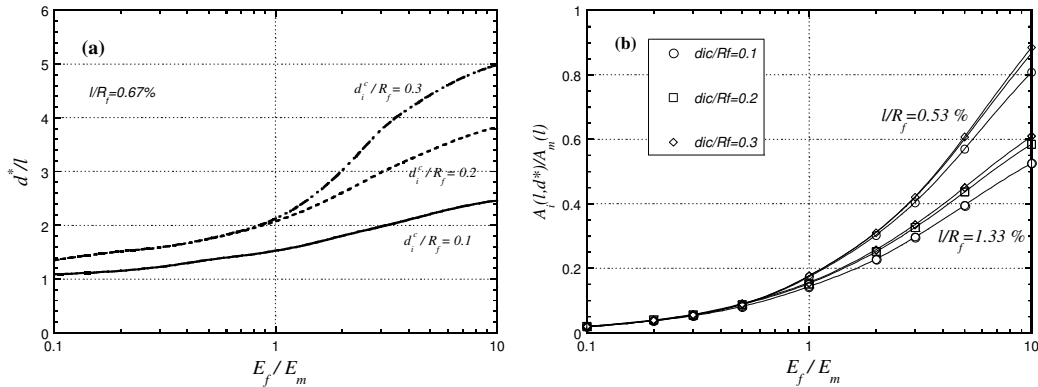 (a)
l/R_f=0.67%
d_i^c/R_f = 0.3
d_i^c/R_f = 0.2
d_i^c/R_f = 0.1
d^*/l
6
5
4
3
2
1
0
0.1
1
10
E_f / E_m
(b)
dic/Rf=0.1
dic/Rf=0.2
dic/Rf=0.3
l/R_f=0.53 %
l/R_f=1.33 %
A_i(l,d*)/A_m(l)
1
0.8
0.6
0.4
0.2
0
0.1
1
10
E_f / E_m